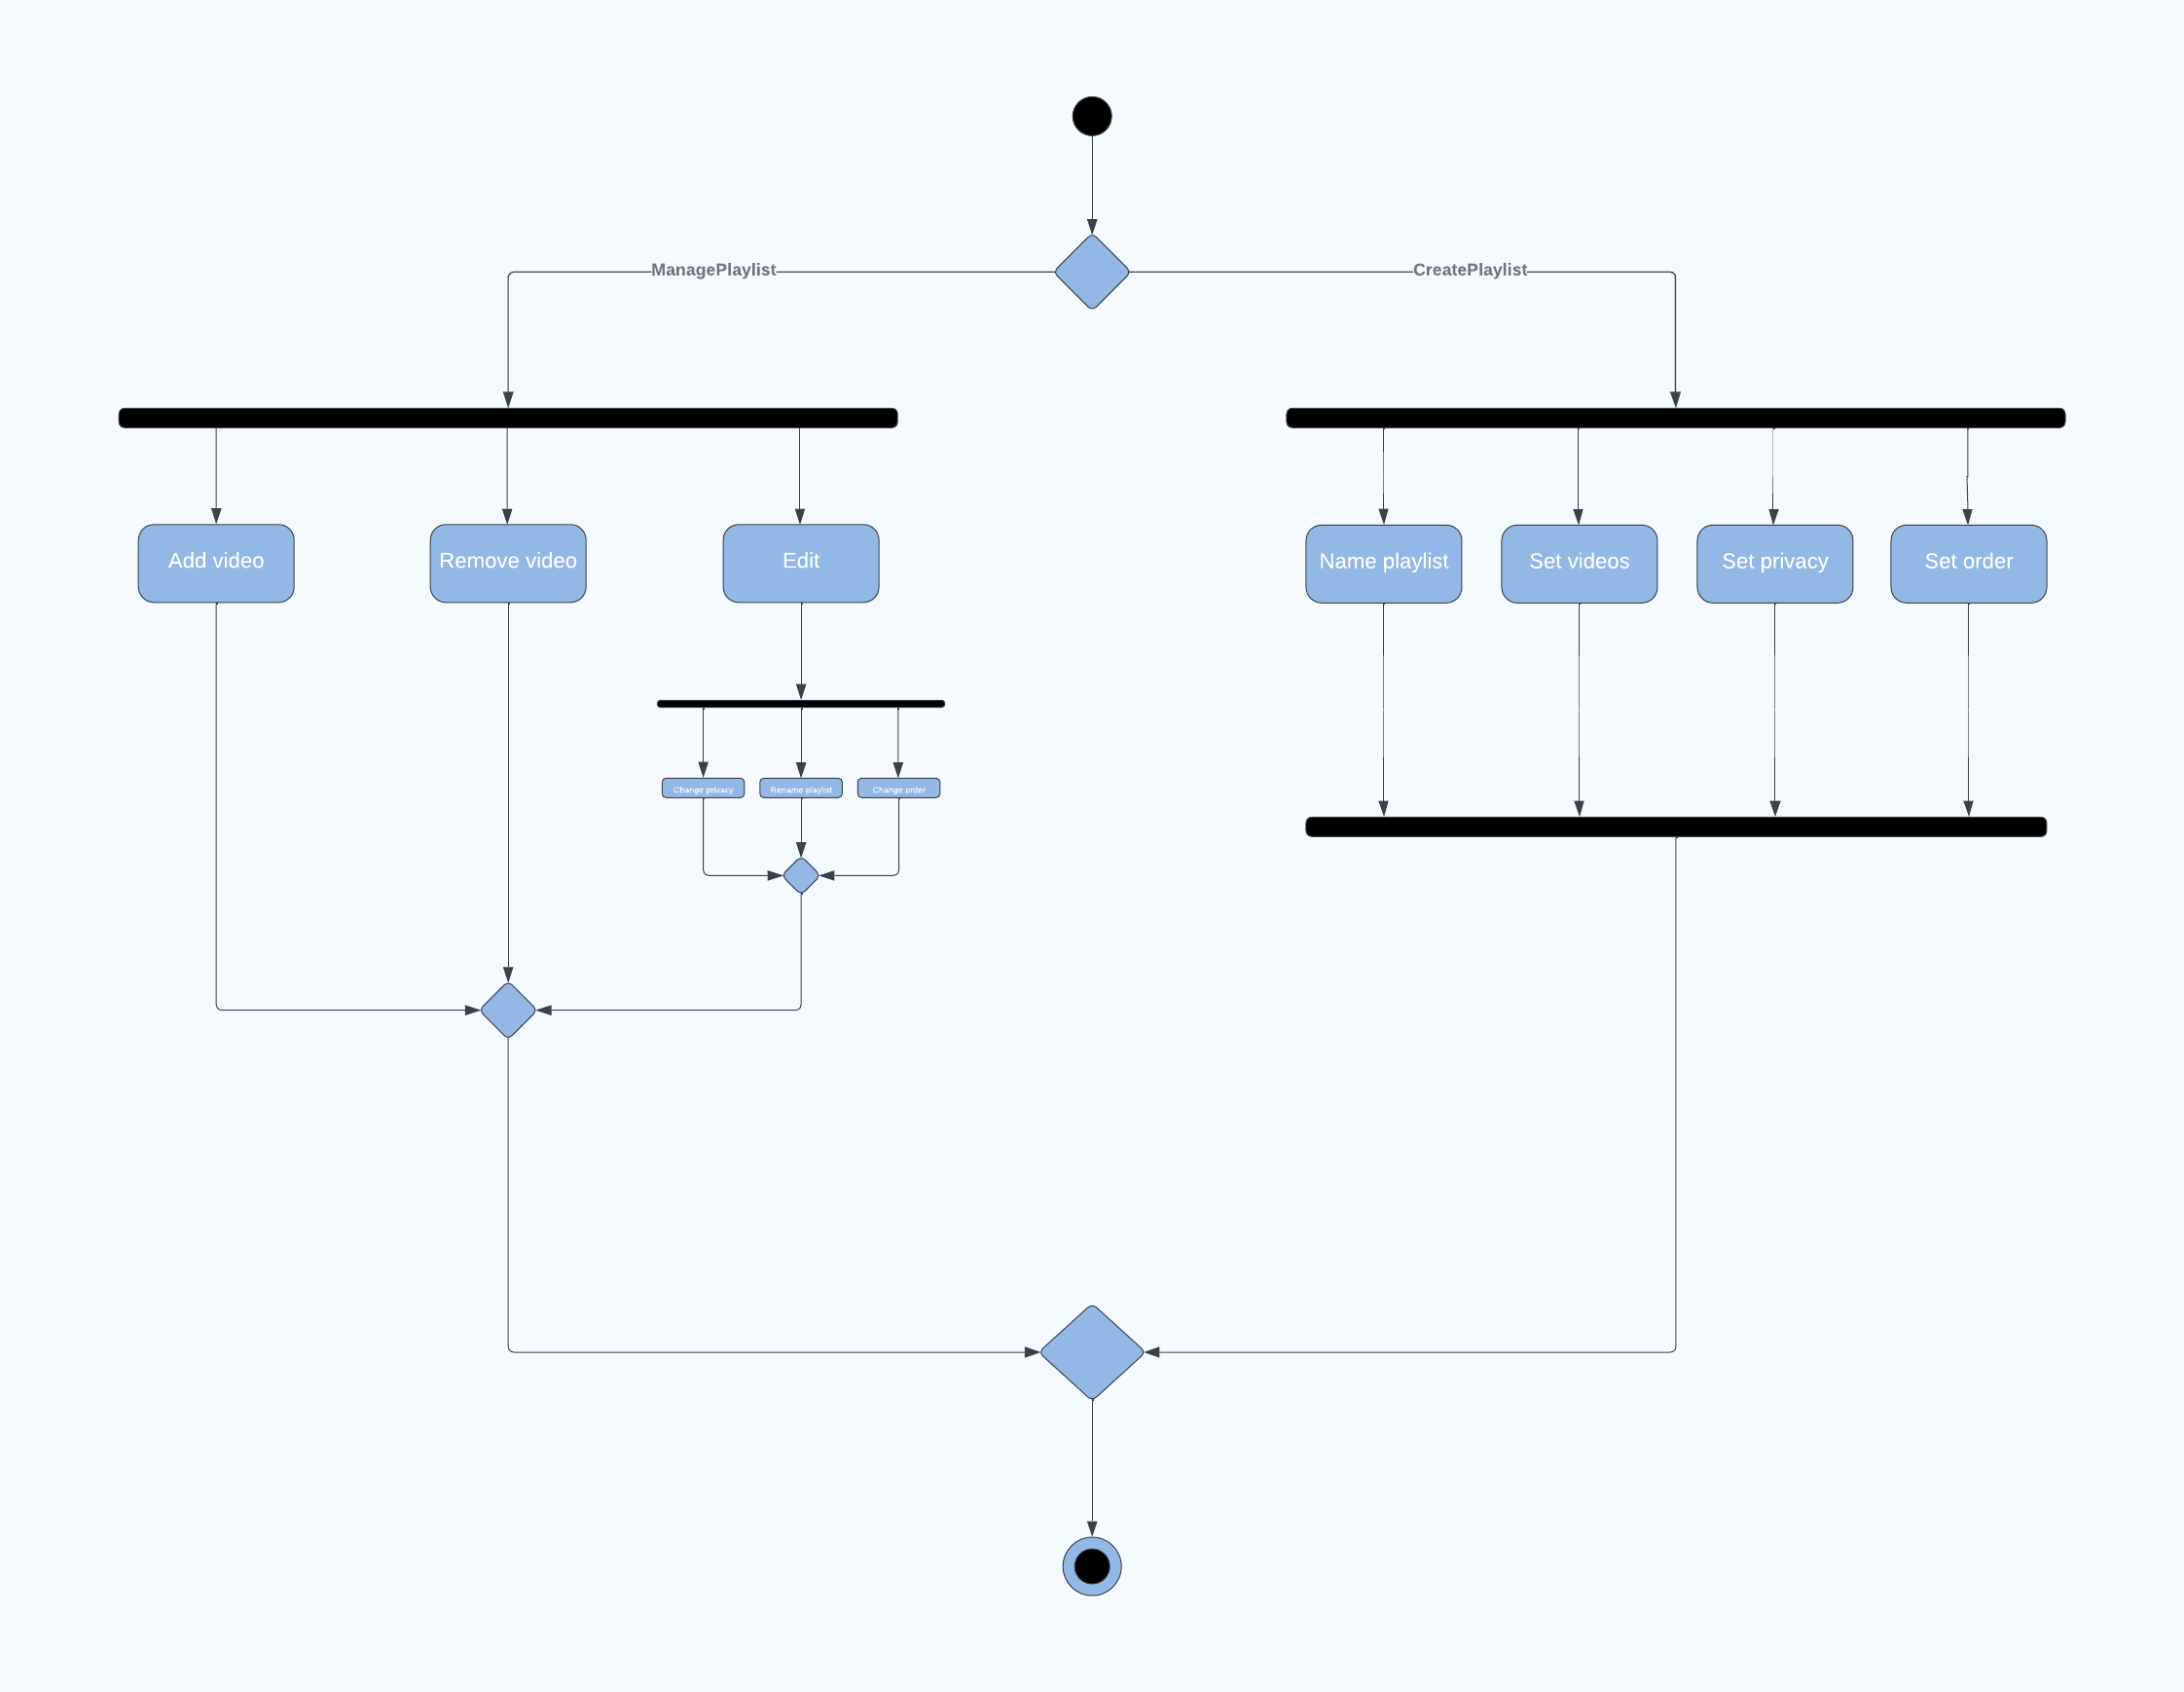 ManagePlaylist
CreatePlaylist
Add video
Remove video
Edit
Name playlist
Set videos
Set privacy
Set order
Change privacy
Rename playlist
Change order